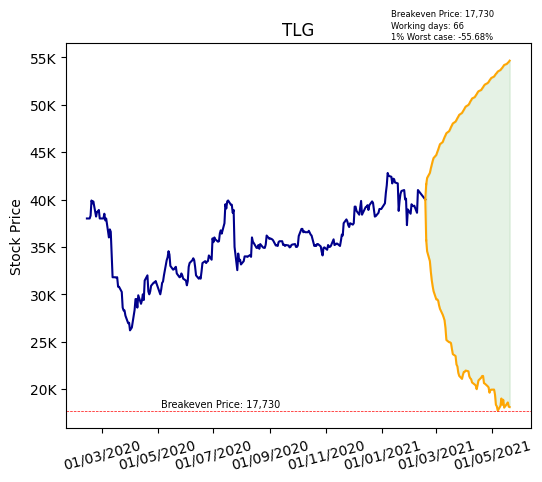 Breakeven Price: 17,730
Working days: 66
1% Worst case: -55.68%
TLG
Stock Price
55K
50K
45K
40K
35K
30K
25K
20K
Breakeven Price: 17,730
01/03/2020
01/05/2020
01/07/2020
01/09/2020
01/11/2020
01/01/2021
01/03/2021
01/05/2021